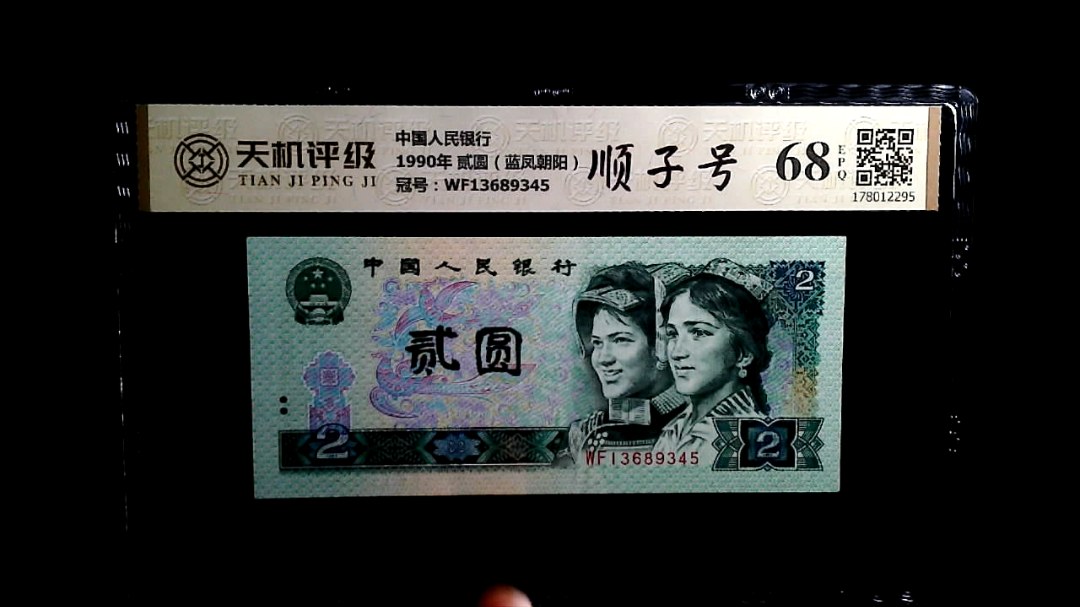 天机评级
TIAN JI PING JI
中国人民银行
1990年 贰圆（蓝凤朝阳）
冠号：WF13689345
顺子号
68
EPQ
178012295
中国人民银行
2
贰圆
2
WF13689345
2